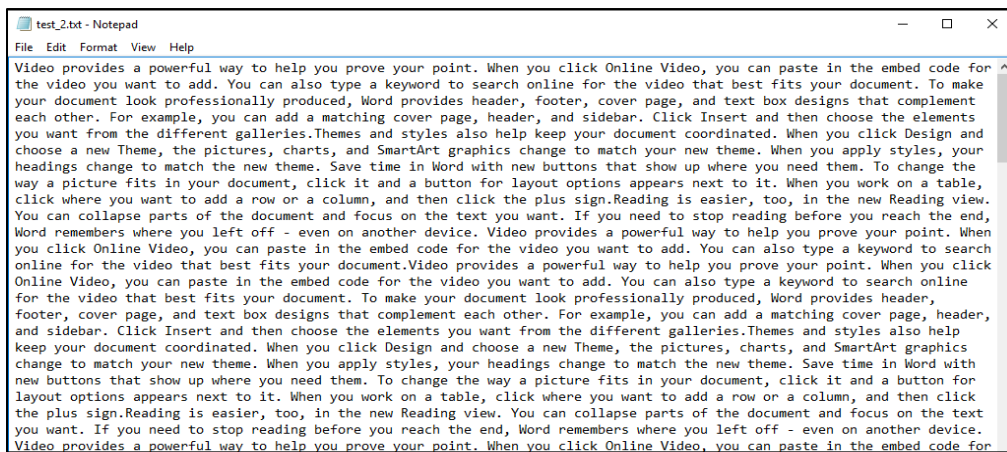 test_2.txt - Notepad
File Edit Format View Help
Video provides a powerful way to help you prove your point. When you click Online Video, you can paste in the embed code for
the video you want to add. You can also type a keyword to search online for the video that best fits your document. To make
your document look professionally produced, Word provides header, footer, cover page, and text box designs that complement
each other. For example, you can add a matching cover page, header, and sidebar. Click Insert and then choose the elements
you want from the different galleries.Themes and styles also help keep your document coordinated. When you click Design and
choose a new Theme, the pictures, charts, and SmartArt graphics change to match your new theme. When you apply styles, your
headings change to match the new theme. Save time in Word with new buttons that show up where you need them. To change the
way a picture fits in your document, click it and a button for layout options appears next to it. When you work on a table,
click where you want to add a row or a column, and then click the plus sign.Reading is easier, too, in the new Reading view.
You can collapse parts of the document and focus on the text you want. If you need to stop reading before you reach the end,
Word remembers where you left off - even on another device. Video provides a powerful way to help you prove your point. When
you click Online Video, you can paste in the embed code for the video you want to add. You can also type a keyword to search
online for the video that best fits your document.Video provides a powerful way to help you prove your point. When you click
Online Video, you can paste in the embed code for the video you want to add. You can also type a keyword to search online
for the video that best fits your document. To make your document look professionally produced, Word provides header,
footer, cover page, and text box designs that complement each other. For example, you can add a matching cover page, header,
and sidebar. Click Insert and then choose the elements you want from the different galleries.Themes and styles also help
keep your document coordinated. When you click Design and choose a new Theme, the pictures, charts, and SmartArt graphics
change to match your new theme. When you apply styles, your headings change to match the new theme. Save time in Word with
new buttons that show up where you need them. To change the way a picture fits in your document, click it and a button for
layout options appears next to it. When you work on a table, click where you want to add a row or a column, and then click
the plus sign.Reading is easier, too, in the new Reading view. You can collapse parts of the document and focus on the text
you want. If you need to stop reading before you reach the end, Word remembers where you left off - even on another device.
Video provides a powerful way to help you prove your point. When you click Online Video, you can paste in the embed code for